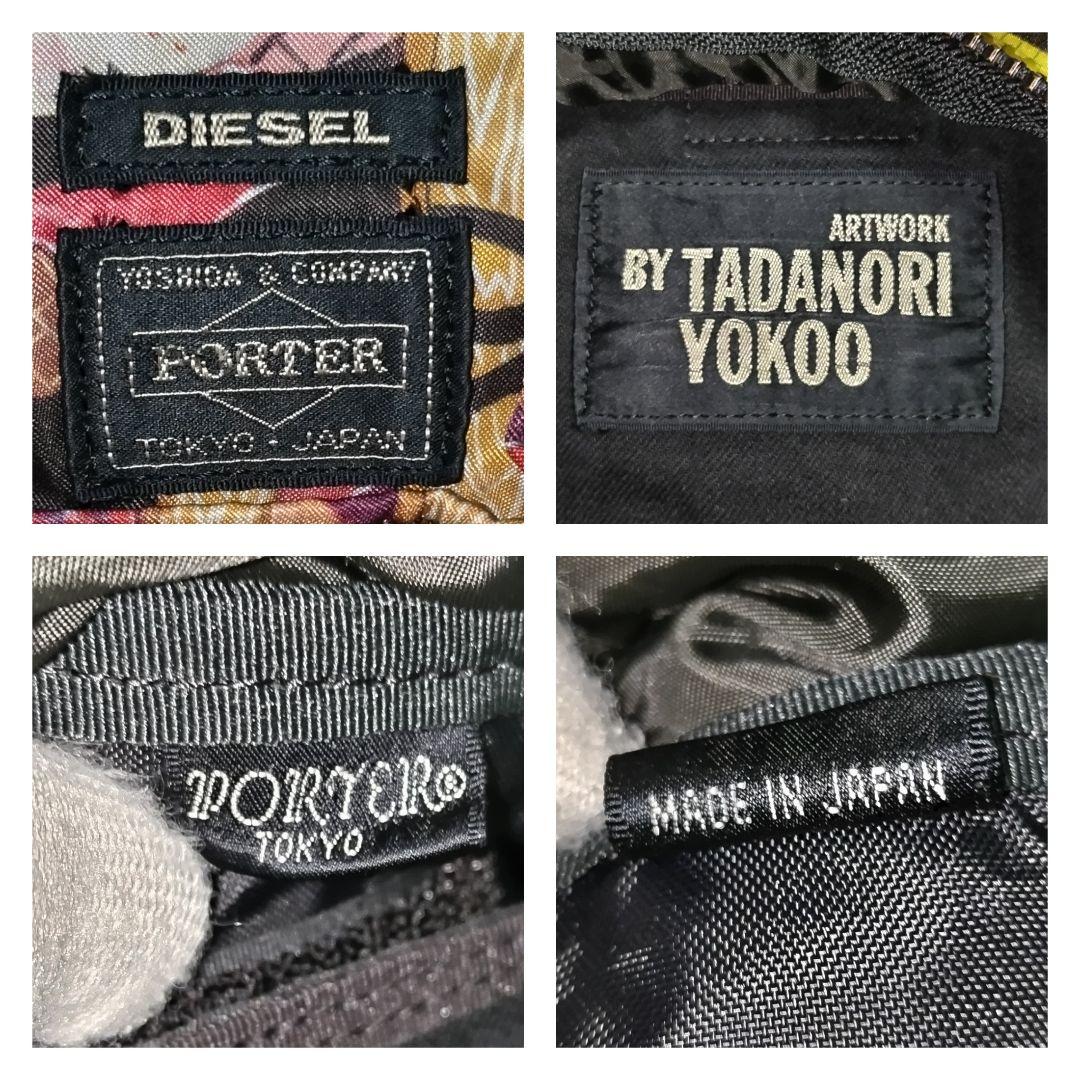 DIESEL
YOSHIDA & COMPANY
PORTER
TOKYO · JAPAN
ARTWORK
BY TADANORI
YOKOO
PORTER®
TOKYO
MADE IN JAPAN